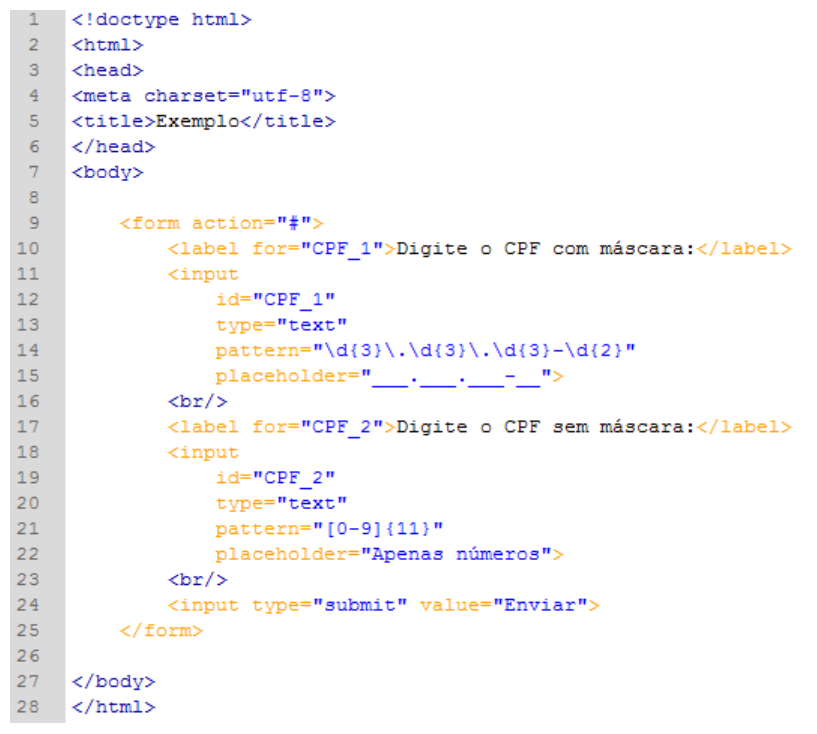 1 <!doctype html>
2 <html>
3 <head>
4 <meta charset="utf-8">
5 <title>Exemplo</title>
6 </head>
7 <body>
8
9 <form action="#">
10 <label for="CPF_1">Digite o CPF com máscara:</label>
11 <input
12 id="CPF_1"
13 type="text"
14 pattern="\d{3}\.\d{3}\.\d{3}-\d{2}"
15 placeholder="___.___.___-__">
16 <br/>
17 <label for="CPF_2">Digite o CPF sem máscara:</label>
18 <input
19 id="CPF_2"
20 type="text"
21 pattern="[0-9]{11}"
22 placeholder="Apenas números">
23 <br/>
24 <input type="submit" value="Enviar">
25 </form>
26
27 </body>
28 </html>